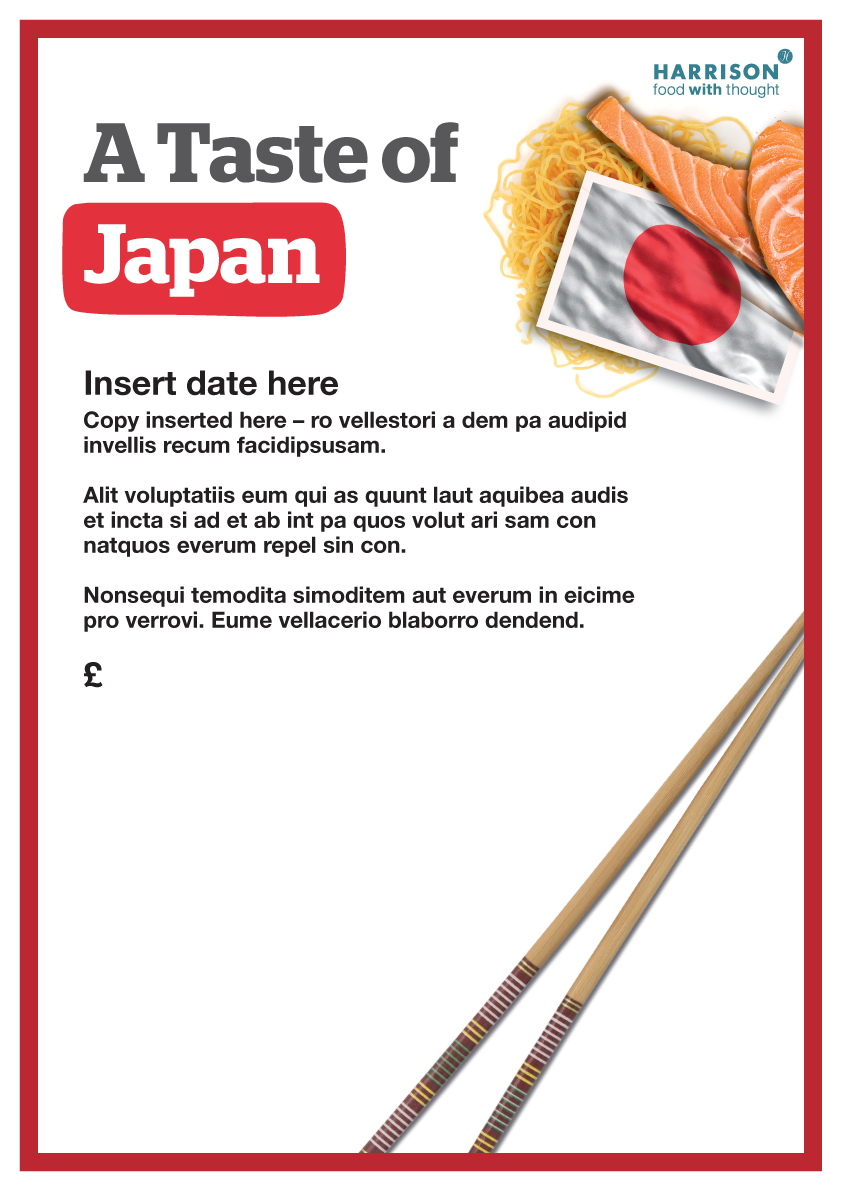 HARRISON
food with thought
A Taste of
Japan
Insert date here
Copy inserted here – ro vellestori a dem pa audipid
invellis recum facidipsusam.
Alit voluptatiis eum qui as quunt laut aquibea audis
et incta si ad et ab int pa quos volut ari sam con
natquos everum repel sin con.
Nonsequi temodita simoditem aut everum in eicime
pro verrovi. Eume vellacerio blaborro dendend.
£